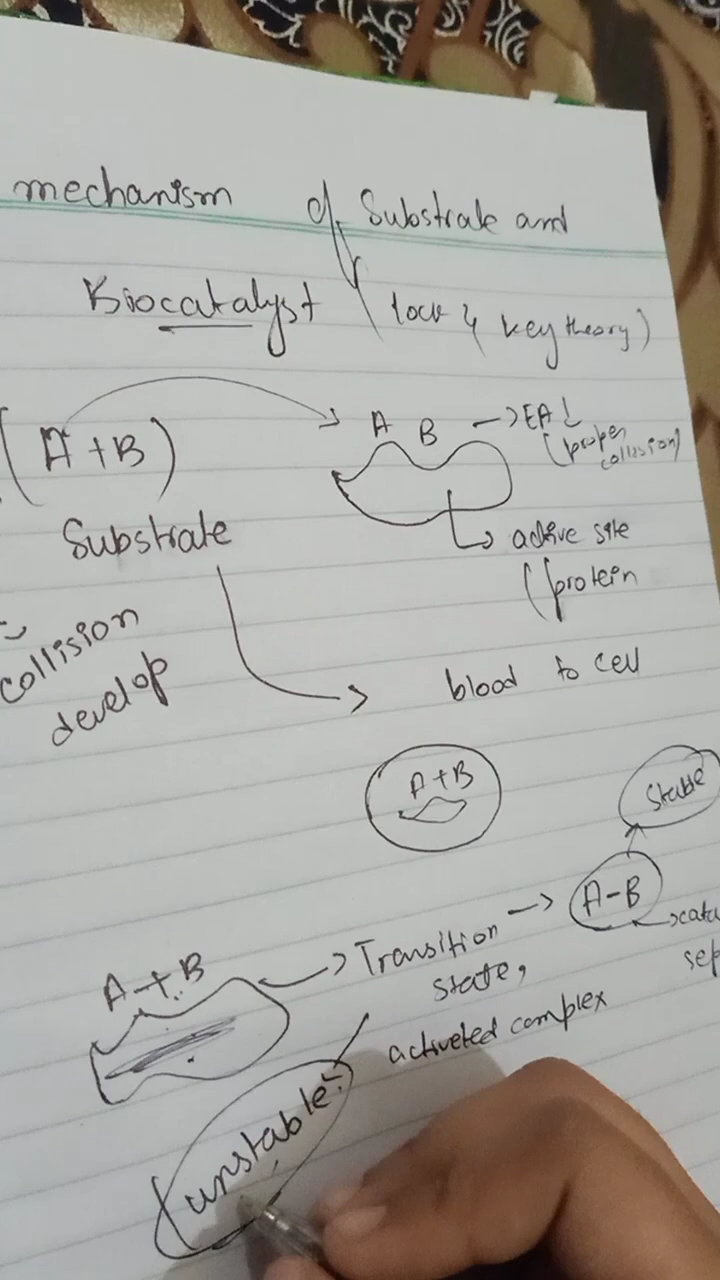 mechanism of Substrate and
Biocatalyst (lock & key theory)
(A + B)
A B → EA↓
(proper
collision)
Substrate
active site
(protein
collision
develop
blood to cell
A+B
Stable
A-B
A+B
→ Transition →
state,
activeted complex
unstable